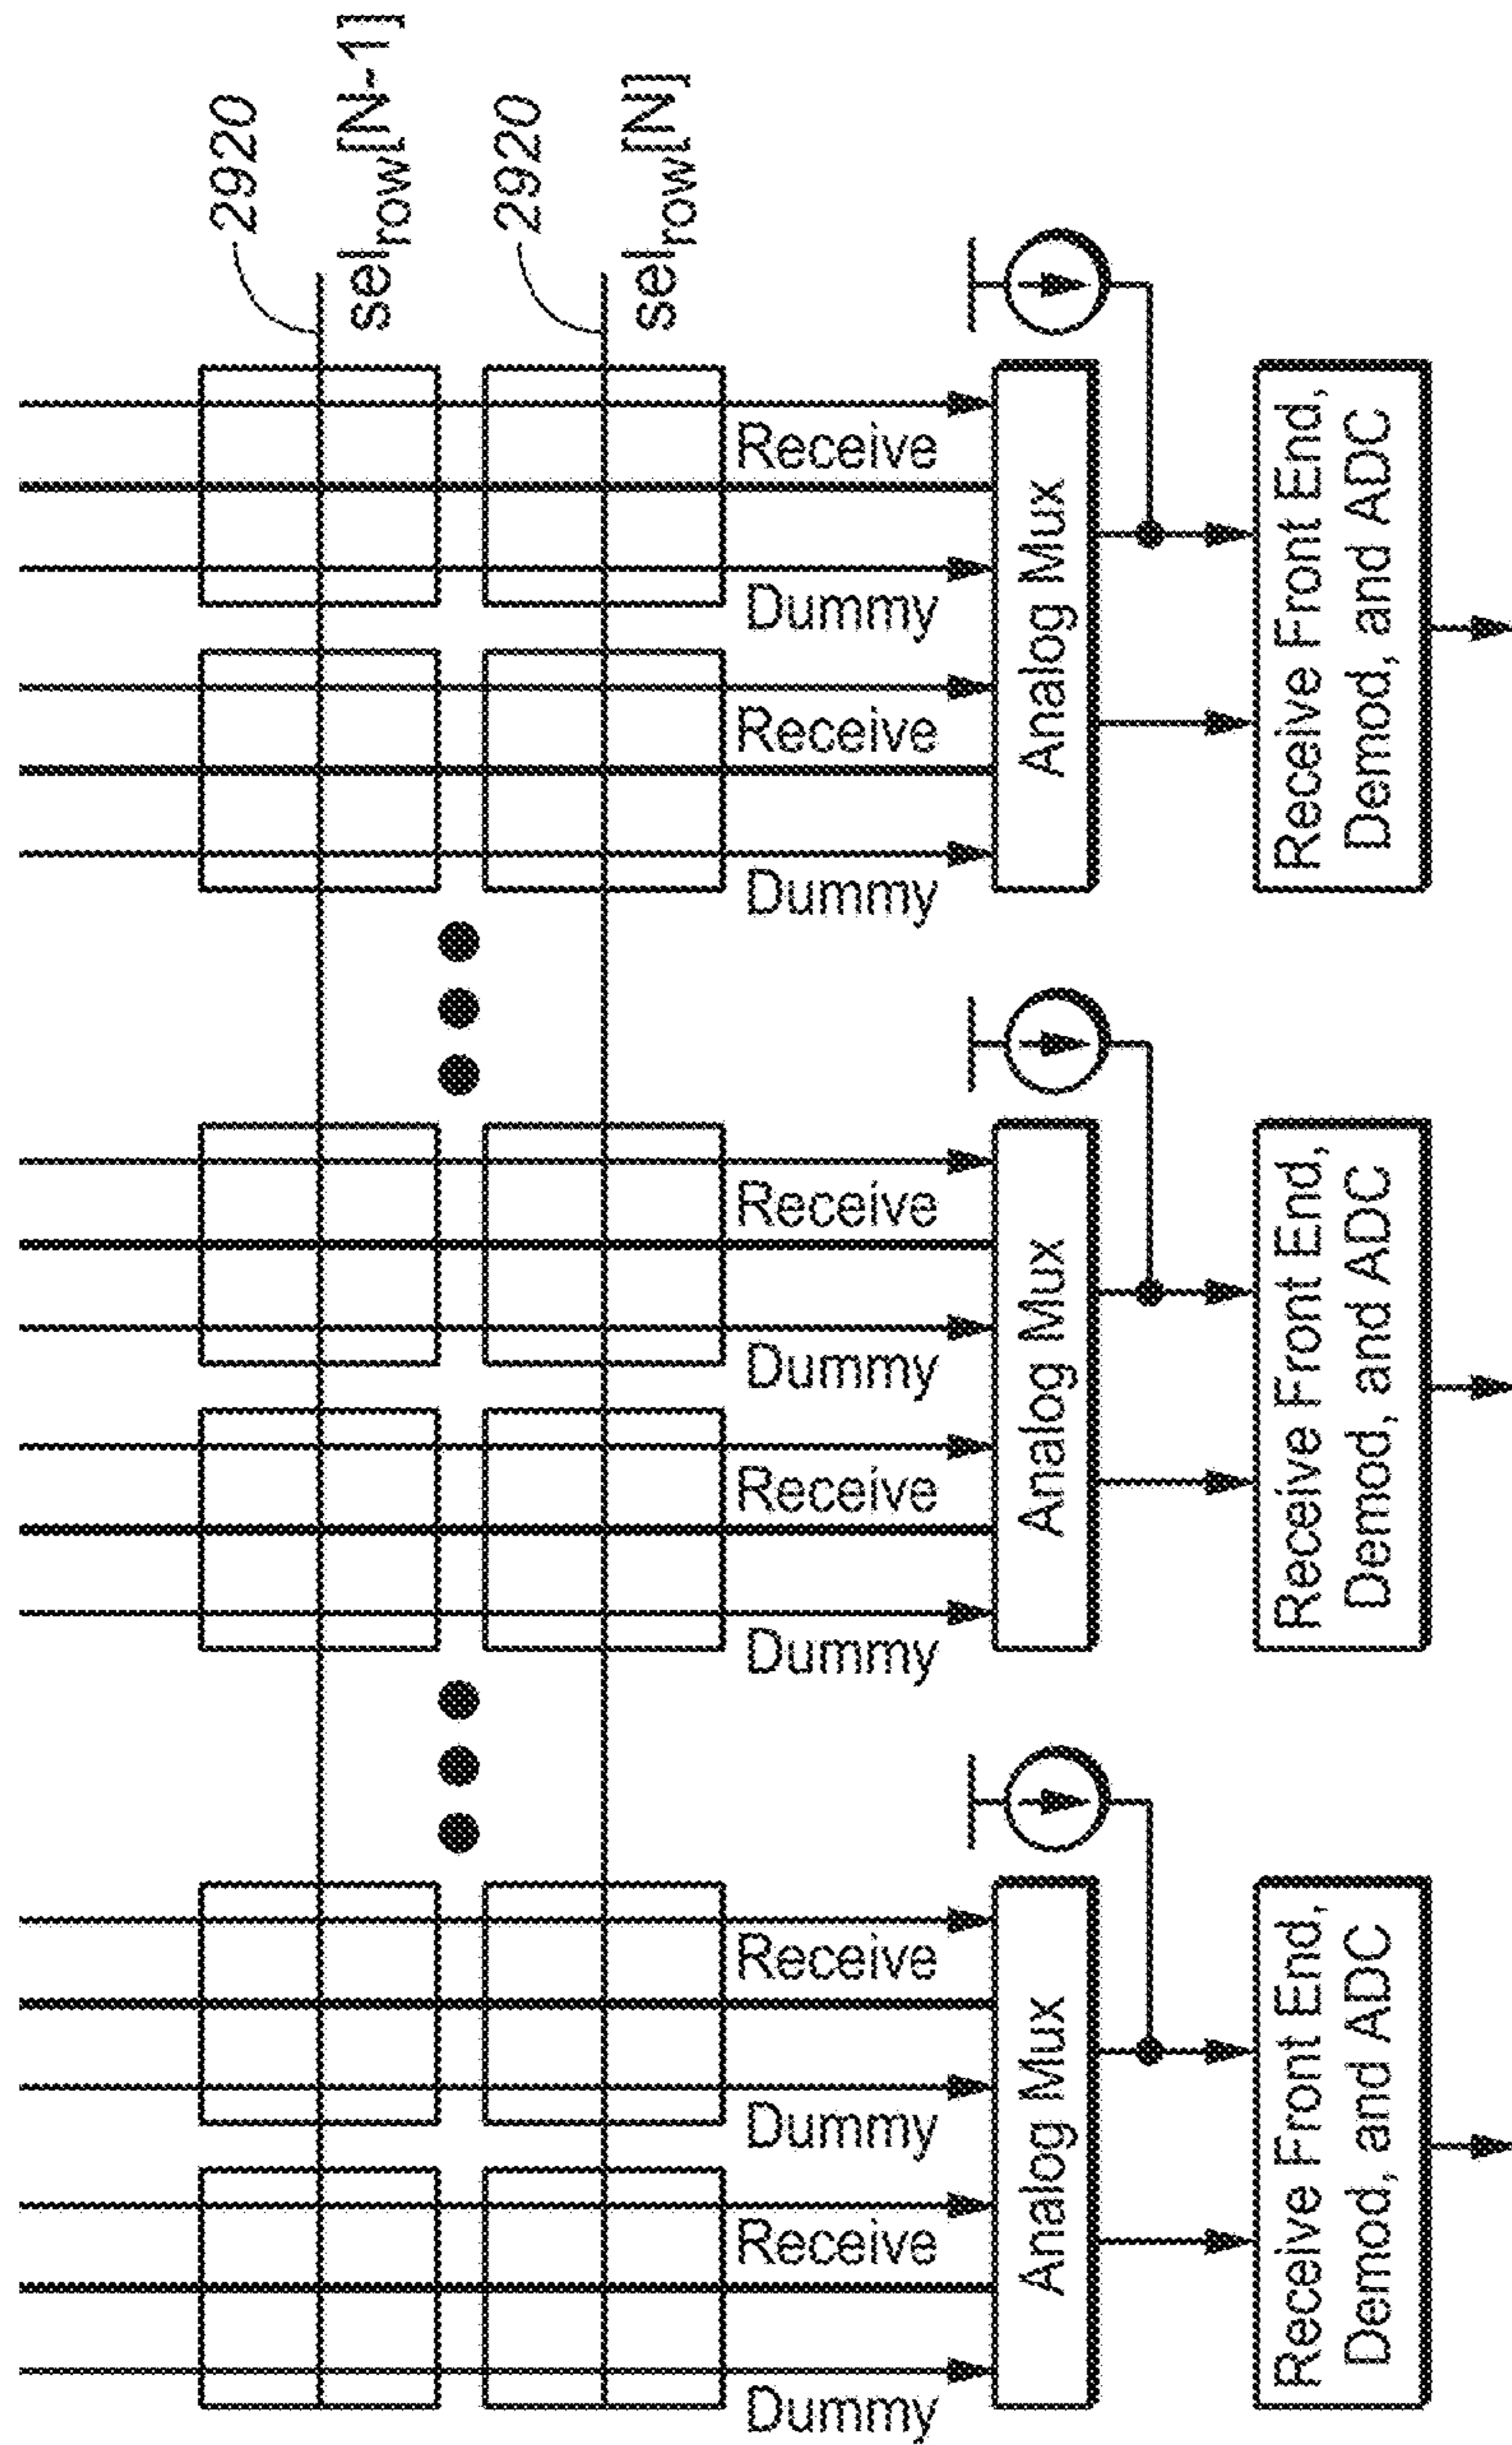 2920
sel_row[N-1]
2920
sel_row[N]
Dummy Receive Dummy Receive Dummy Receive Dummy Receive Dummy Receive Dummy Receive
Analog Mux Analog Mux Analog Mux
Receive Front End,
Demod, and ADC
Receive Front End,
Demod, and ADC
Receive Front End,
Demod, and ADC